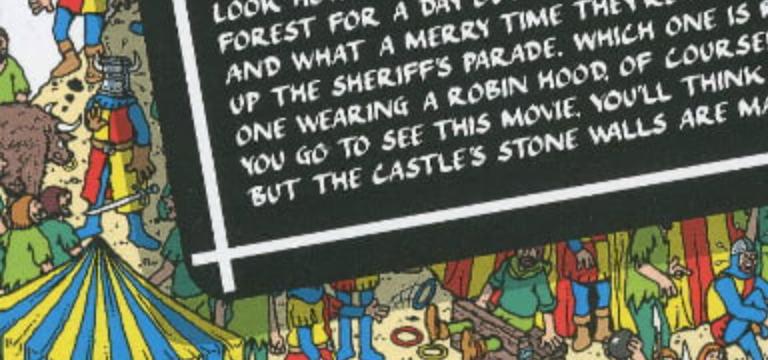 LOOK
FOREST FOR A DAY
AND WHAT A MERRY TIME THEY'RE
UP THE SHERIFF'S PARADE. WHICH ONE IS
ONE WEARING A ROBIN HOOD, OF COURSE
YOU GO TO SEE THIS MOVIE, YOU'LL THINK
BUT THE CASTLE'S STONE WALLS ARE